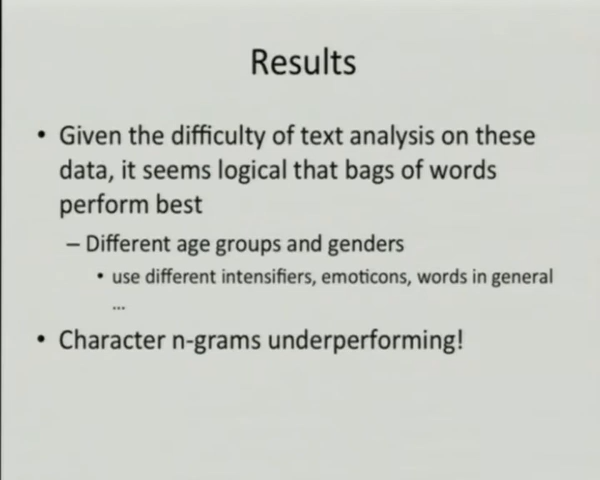 Results
• Given the difficulty of text analysis on these
data, it seems logical that bags of words
perform best
– Different age groups and genders
• use different intensifiers, emoticons, words in general
...
• Character n-grams underperforming!